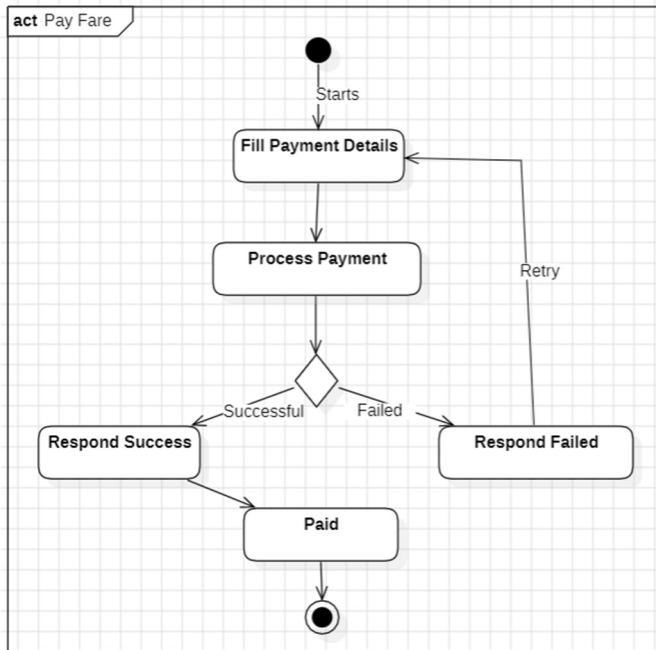 act Pay Fare
Starts
Fill Payment Details
Process Payment
Retry
Successful
Failed
Respond Success
Respond Failed
Paid